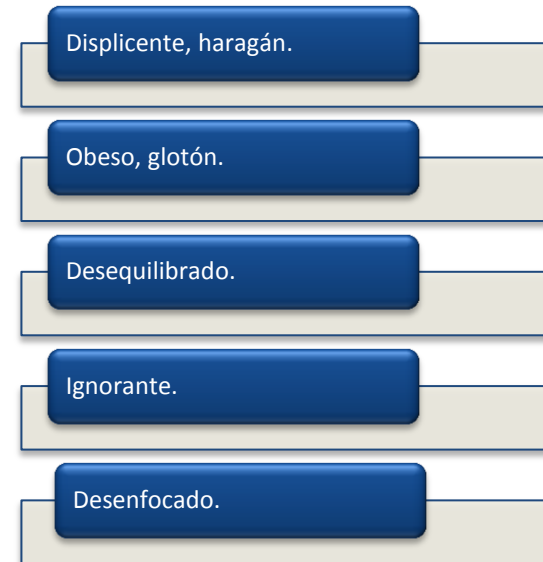 Displicente, haragán.
Obeso, glotón.
Desequilibrado.
Ignorante.
Desenfocado.